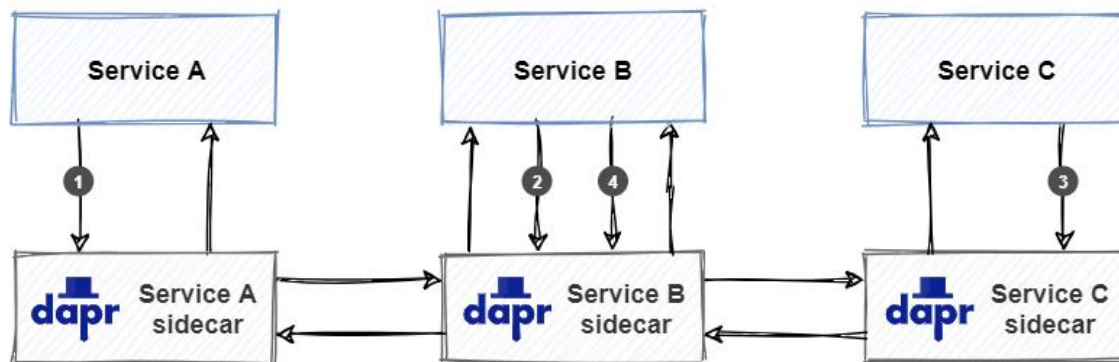 Service A
Service B
Service C
1
2
4
3
dapr
Service A
sidecar
dapr
Service B
sidecar
dapr
Service C
sidecar